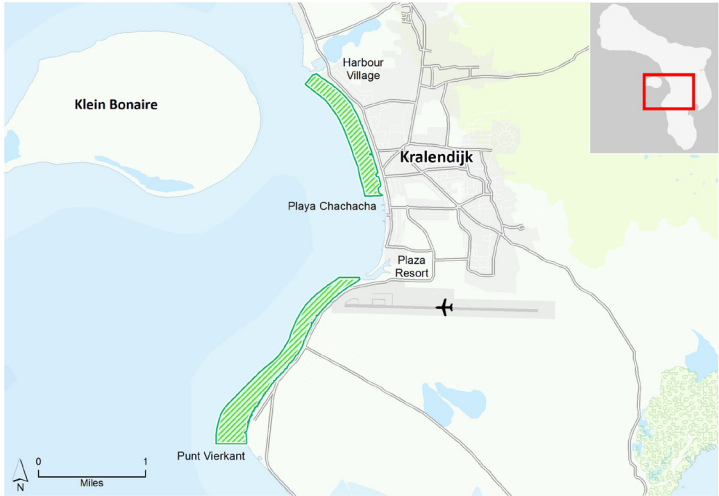 Harbour
Village
Klein Bonaire
Kralendijk
Playa Chachacha
Plaza
Resort
Punt Vierkant
N
0
1
Miles